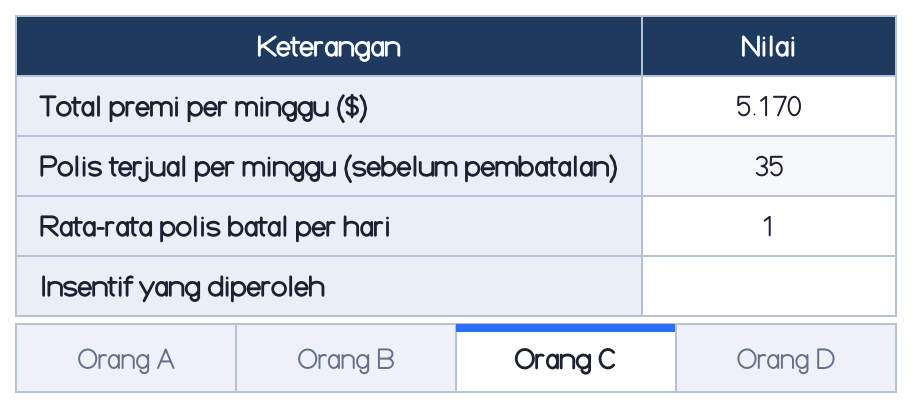 Keterangan Nilai
Total premi per minggu ($) 5.170
Polis terjual per minggu (sebelum pembatalan) 35
Rata-rata polis batal per hari 1
Insentif yang diperoleh
Orang A Orang B Orang C Orang D